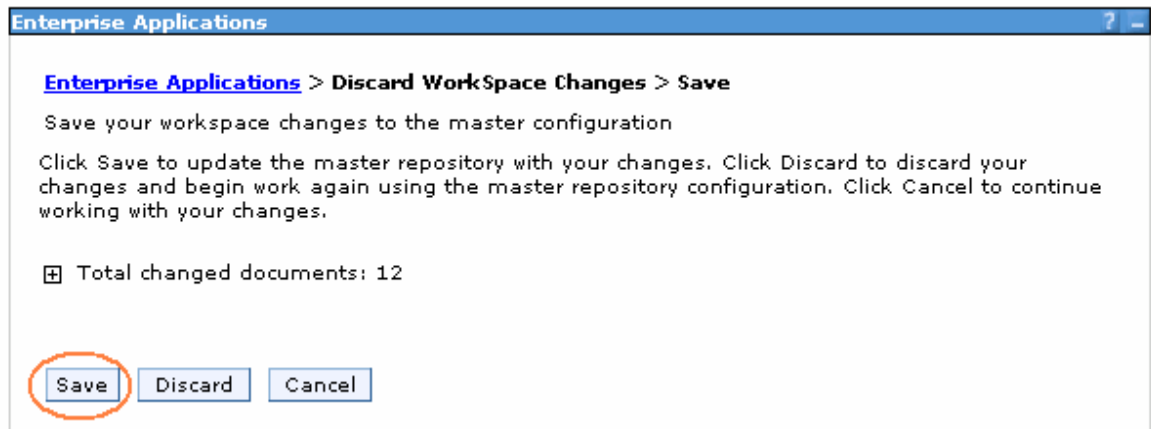 Enterprise Applications ? –
Enterprise Applications > Discard WorkSpace Changes > Save
Save your workspace changes to the master configuration
Click Save to update the master repository with your changes. Click Discard to discard your
changes and begin work again using the master repository configuration. Click Cancel to continue
working with your changes.
Total changed documents: 12
Save Discard Cancel